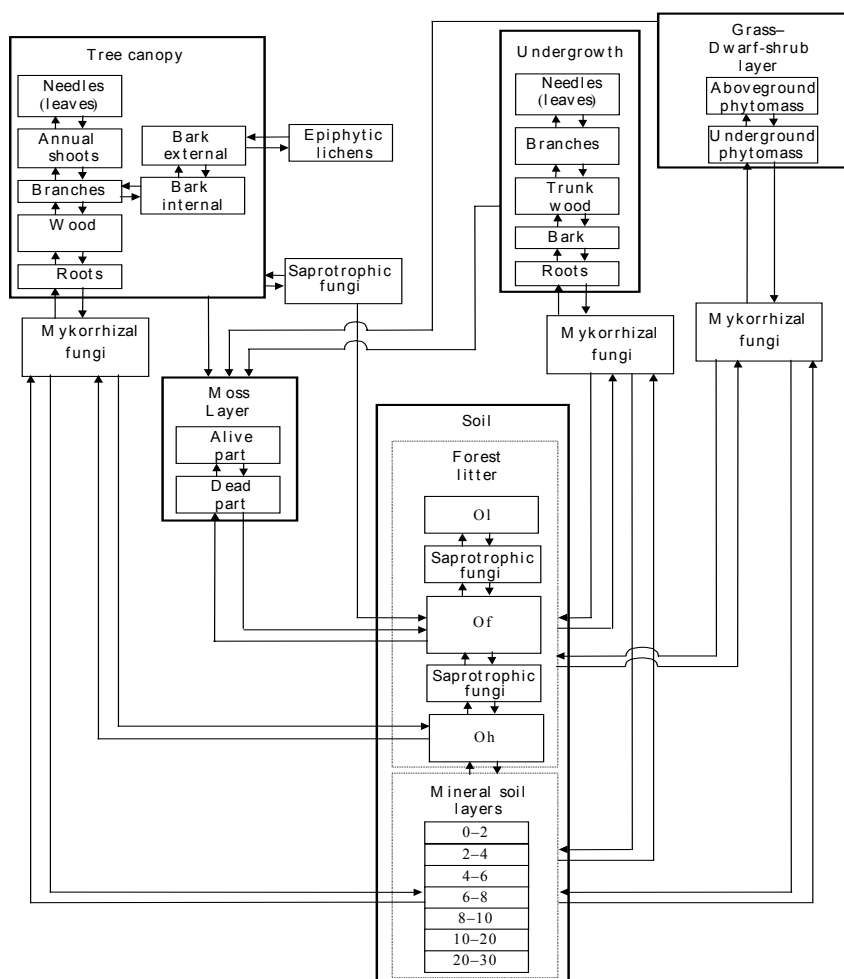 Tree canopy
Needles
(leaves)
Annual
shoots
Branches
Wood
Roots
Bark
external
Bark
internal
Epiphytic
lichens
Saprotrophic
fungi
Mykorrhizal
fungi
Undergrowth
Needles
(leaves)
Branches
Trunk
wood
Bark
Roots
Mykorrhizal
fungi
Grass–
Dwarf-shrub
layer
Aboveground
phytomass
Underground
phytomass
Mykorrhizal
fungi
Moss
Layer
Alive
part
Dead
part
Soil
Forest
litter
Ol
Saprotrophic
fungi
Of
Saprotrophic
fungi
Oh
Mineral soil
layers
0–2
2–4
4–6
6–8
8–10
10–20
20–30